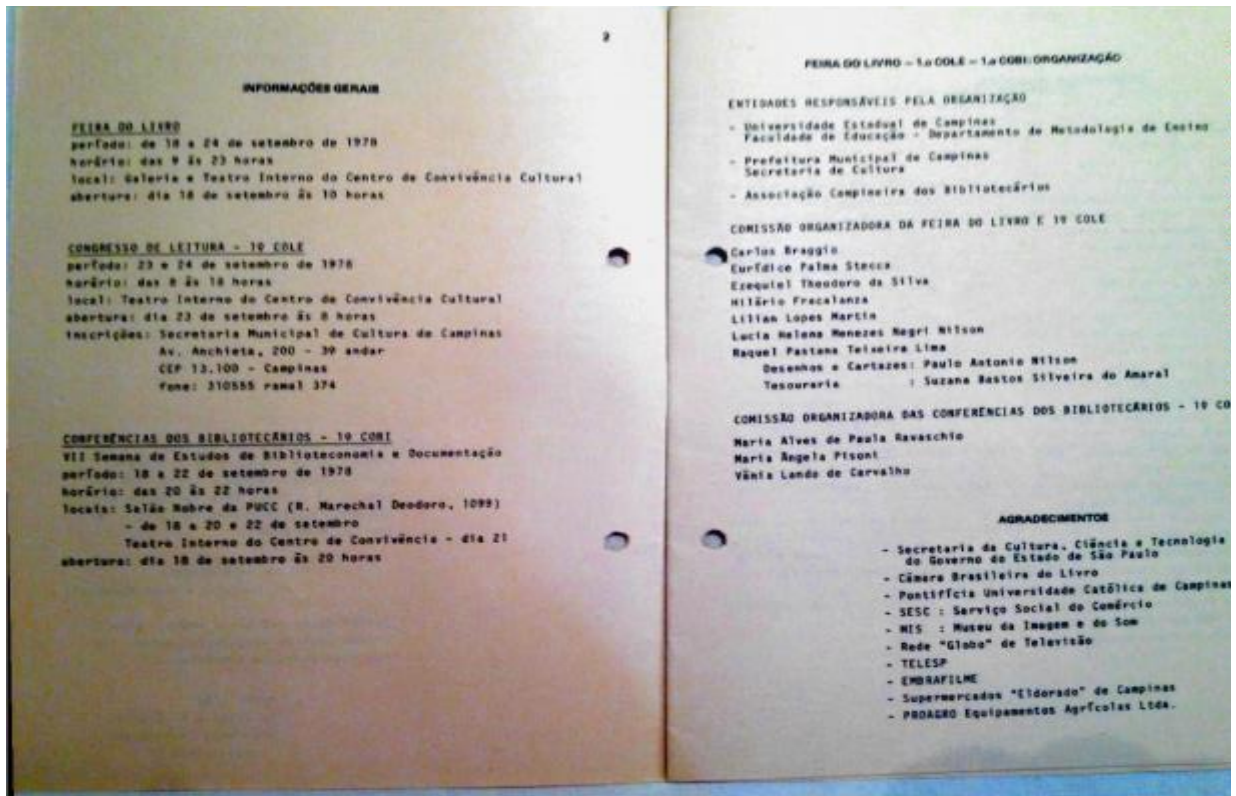 2
INFORMAÇÕES GERAIS
FEIRA DO LIVRO
período: de 18 a 24 de setembro de 1978
horário: das 9 às 23 horas
local: Galeria e Teatro Interno do Centro de Convivência Cultural
abertura: dia 18 de setembro às 10 horas
CONGRESSO DE LEITURA - 1º COLE
período: 23 e 24 de setembro de 1978
horário: das 8 às 18 horas
local: Teatro Interno do Centro de Convivência Cultural
abertura: dia 23 de setembro às 8 horas
inscrições: Secretaria Municipal de Cultura de Campinas
Av. Anchieta, 200 - 3º andar
CEP 13.100 - Campinas
fone: 310555 ramal 374
CONFERÊNCIAS DOS BIBLIOTECÁRIOS - 1º COBI
VII Semana de Estudos de Biblioteconomia e Documentação
período: 18 a 22 de setembro de 1978
horário: das 20 às 22 horas
locais: Salão Nobre da PUCC (R. Marechal Deodoro, 1099)
- de 18 a 20 e 22 de setembro
Teatro Interno do Centro de Convivência - dia 21
abertura: dia 18 de setembro às 20 horas
FEIRA DO LIVRO - 1.o COLE - 1.o COBI: ORGANIZAÇÃO
ENTIDADES RESPONSÁVEIS PELA ORGANIZAÇÃO
- Universidade Estadual de Campinas
Faculdade de Educação - Departamento de Metodologia de Ensino
- Prefeitura Municipal de Campinas
Secretaria de Cultura
- Associação Campineira dos Bibliotecários
COMISSÃO ORGANIZADORA DA FEIRA DO LIVRO E 1º COLE
Carlos Braggio
Eurídice Palma Stecca
Ezequiel Theodoro da Silva
Hilário Fracalanza
Lilian Lopes Martin
Lucia Helena Menezes Negri Nilson
Raquel Pastana Teixeira Lima
Desenhos e Cartazes: Paulo Antonio Nilson
Tesouraria : Suzana Bastos Silveira do Amaral
COMISSÃO ORGANIZADORA DAS CONFERÊNCIAS DOS BIBLIOTECÁRIOS - 1º CO
Maria Alves de Paula Ravaschio
Maria Ângela Pisoni
Vânia Lando de Carvalho
AGRADECIMENTOS
- Secretaria da Cultura, Ciência e Tecnologia
do Governo do Estado de São Paulo
- Câmara Brasileira do Livro
- Pontifícia Universidade Católica de Campinas
- SESC : Serviço Social do Comércio
- MIS : Museu da Imagem e do Som
- Rede "Globo" de Televisão
- TELESP
- EMBRAFILME
- Supermercados "Eldorado" de Campinas
- PROAGRO Equipamentos Agrícolas Ltda.